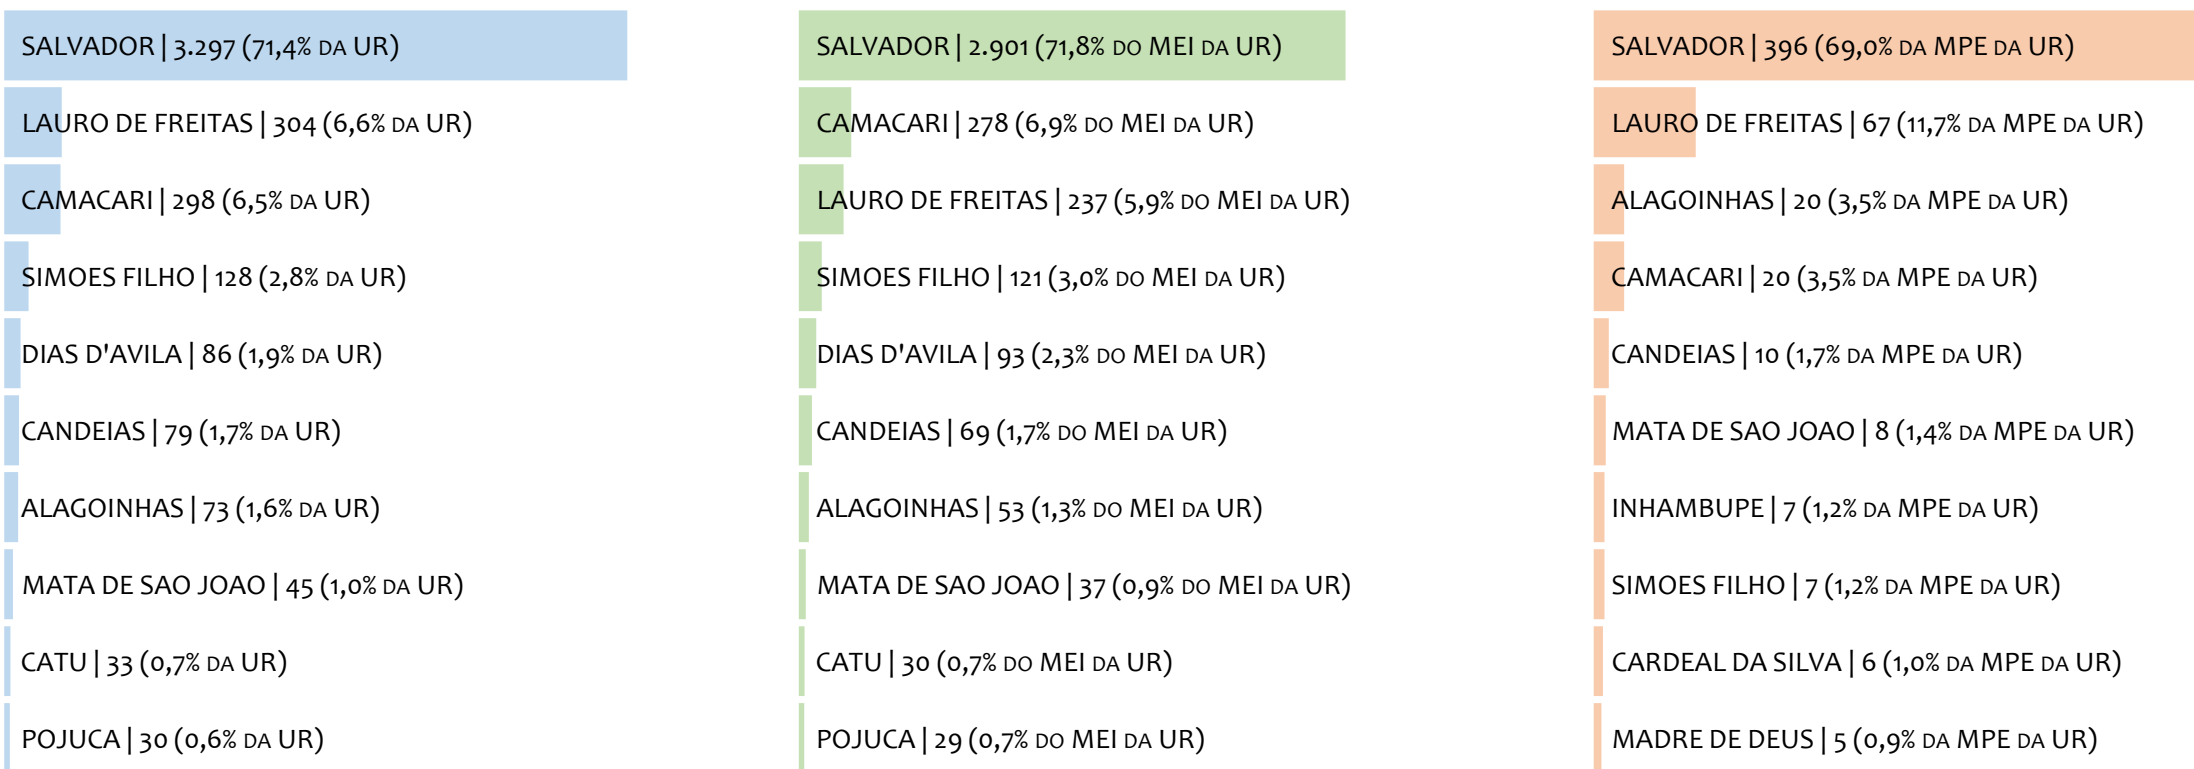 SALVADOR | 3.297 (71,4% DA UR)
LAURO DE FREITAS | 304 (6,6% DA UR)
CAMACARI | 298 (6,5% DA UR)
SIMOES FILHO | 128 (2,8% DA UR)
DIAS D'AVILA | 86 (1,9% DA UR)
CANDEIAS | 79 (1,7% DA UR)
ALAGOINHAS | 73 (1,6% DA UR)
MATA DE SAO JOAO | 45 (1,0% DA UR)
CATU | 33 (0,7% DA UR)
POJUCA | 30 (0,6% DA UR)
SALVADOR | 2.901 (71,8% DO MEI DA UR)
CAMACARI | 278 (6,9% DO MEI DA UR)
LAURO DE FREITAS | 237 (5,9% DO MEI DA UR)
SIMOES FILHO | 121 (3,0% DO MEI DA UR)
DIAS D'AVILA | 93 (2,3% DO MEI DA UR)
CANDEIAS | 69 (1,7% DO MEI DA UR)
ALAGOINHAS | 53 (1,3% DO MEI DA UR)
MATA DE SAO JOAO | 37 (0,9% DO MEI DA UR)
CATU | 30 (0,7% DO MEI DA UR)
POJUCA | 29 (0,7% DO MEI DA UR)
SALVADOR | 396 (69,0% DA MPE DA UR)
LAURO DE FREITAS | 67 (11,7% DA MPE DA UR)
ALAGOINHAS | 20 (3,5% DA MPE DA UR)
CAMACARI | 20 (3,5% DA MPE DA UR)
CANDEIAS | 10 (1,7% DA MPE DA UR)
MATA DE SAO JOAO | 8 (1,4% DA MPE DA UR)
INHAMBUPE | 7 (1,2% DA MPE DA UR)
SIMOES FILHO | 7 (1,2% DA MPE DA UR)
CARDEAL DA SILVA | 6 (1,0% DA MPE DA UR)
MADRE DE DEUS | 5 (0,9% DA MPE DA UR)